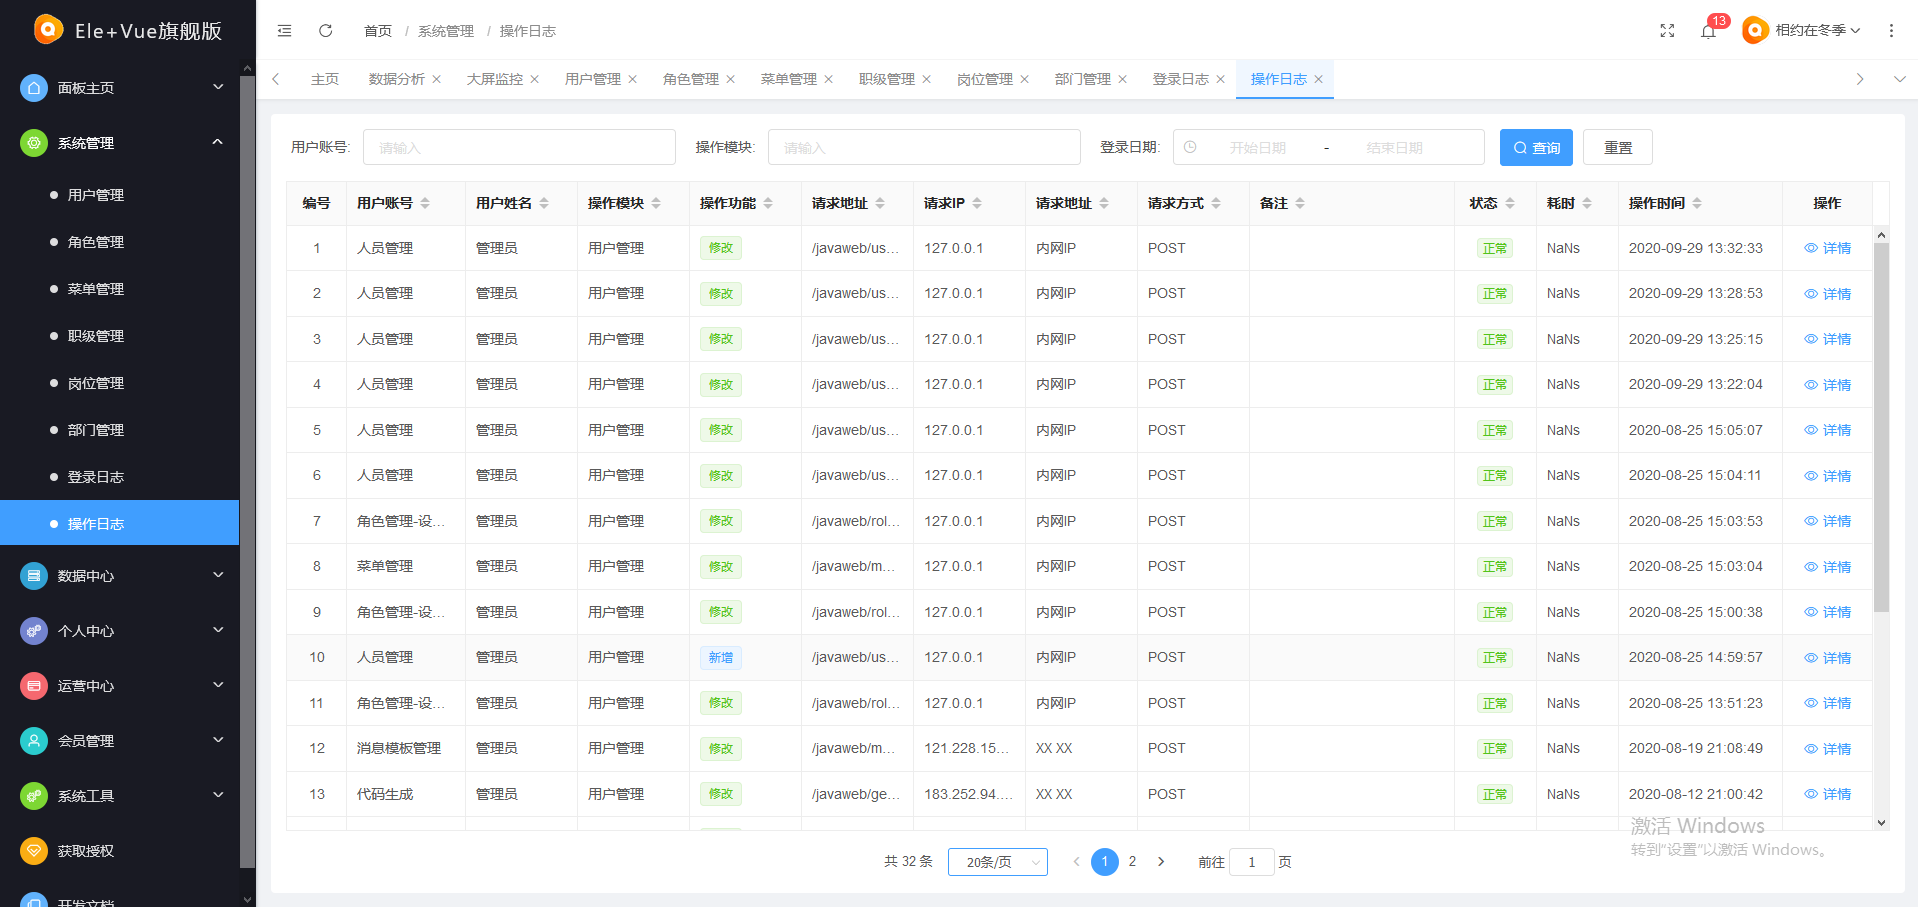 Ele+Vue旗舰版
首页 / 系统管理 / 操作日志
13
相约在冬季
主页 数据分析 大屏监控 用户管理 角色管理 菜单管理 职级管理 岗位管理 部门管理 登录日志 操作日志
面板主页
系统管理
用户管理
角色管理
菜单管理
职级管理
岗位管理
部门管理
登录日志
操作日志
数据中心
个人中心
运营中心
会员管理
系统工具
获取授权
开发文档
用户账号: 请输入 操作模块: 请输入 登录日期: 开始日期 - 结束日期 查询 重置
编号 用户账号 用户姓名 操作模块 操作功能 请求地址 请求IP 请求地址 请求方式 备注 状态 耗时 操作时间 操作
1 人员管理 管理员 用户管理 修改 /javaweb/us... 127.0.0.1 内网IP POST 正常 NaNs 2020-09-29 13:32:33 详情
2 人员管理 管理员 用户管理 修改 /javaweb/us... 127.0.0.1 内网IP POST 正常 NaNs 2020-09-29 13:28:53 详情
3 人员管理 管理员 用户管理 修改 /javaweb/us... 127.0.0.1 内网IP POST 正常 NaNs 2020-09-29 13:25:15 详情
4 人员管理 管理员 用户管理 修改 /javaweb/us... 127.0.0.1 内网IP POST 正常 NaNs 2020-09-29 13:22:04 详情
5 人员管理 管理员 用户管理 修改 /javaweb/us... 127.0.0.1 内网IP POST 正常 NaNs 2020-08-25 15:05:07 详情
6 人员管理 管理员 用户管理 修改 /javaweb/us... 127.0.0.1 内网IP POST 正常 NaNs 2020-08-25 15:04:11 详情
7 角色管理-设... 管理员 用户管理 修改 /javaweb/rol... 127.0.0.1 内网IP POST 正常 NaNs 2020-08-25 15:03:53 详情
8 菜单管理 管理员 用户管理 修改 /javaweb/m... 127.0.0.1 内网IP POST 正常 NaNs 2020-08-25 15:03:04 详情
9 角色管理-设... 管理员 用户管理 修改 /javaweb/rol... 127.0.0.1 内网IP POST 正常 NaNs 2020-08-25 15:00:38 详情
10 人员管理 管理员 用户管理 新增 /javaweb/us... 127.0.0.1 内网IP POST 正常 NaNs 2020-08-25 14:59:57 详情
11 角色管理-设... 管理员 用户管理 修改 /javaweb/rol... 127.0.0.1 内网IP POST 正常 NaNs 2020-08-25 13:51:23 详情
12 消息模板管理 管理员 用户管理 修改 /javaweb/m... 121.228.15... XX XX POST 正常 NaNs 2020-08-19 21:08:49 详情
13 代码生成 管理员 用户管理 修改 /javaweb/ge... 183.252.94.... XX XX POST 正常 NaNs 2020-08-12 21:00:42 详情
激活 Windows
转到"设置"以激活 Windows。
共 32 条 20条/页 1 2 前往 1 页